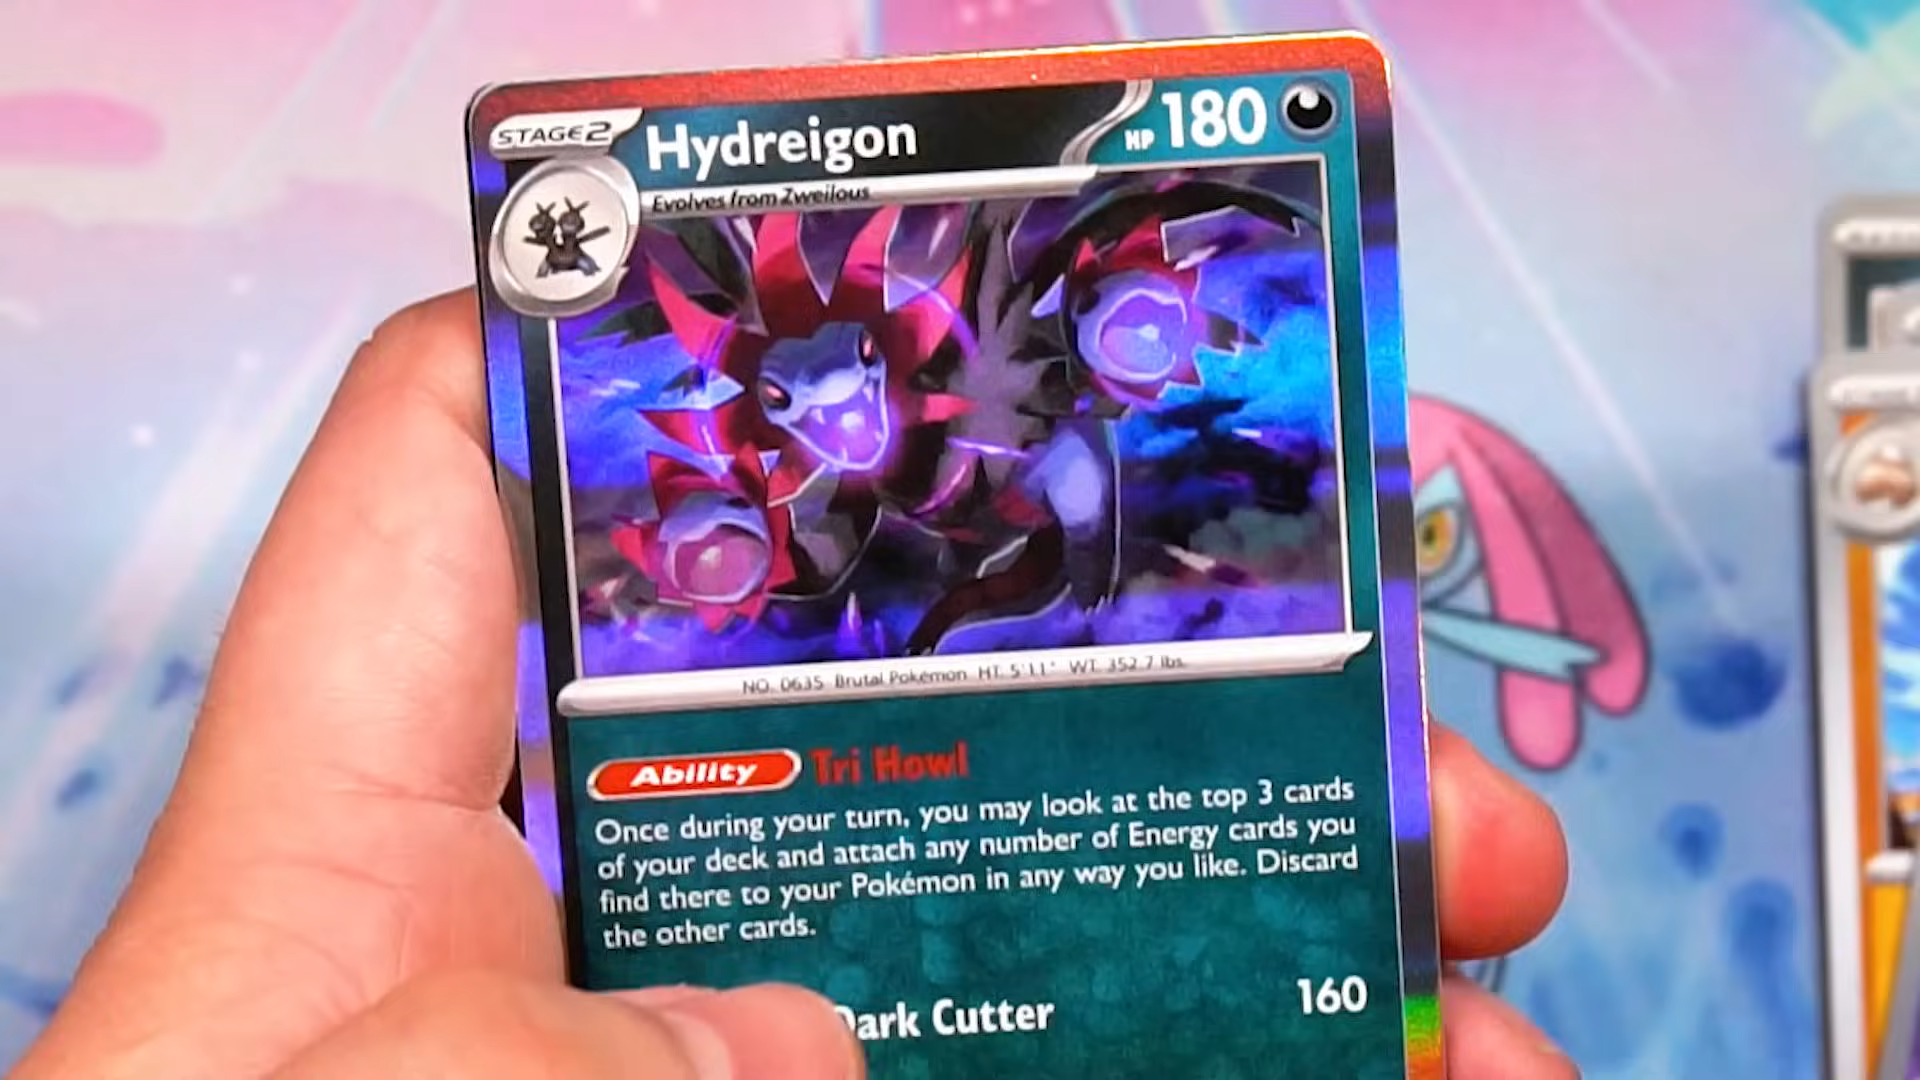 STAGE2
Hydreigon
HP 180
Evolves from Zweilous
NO. 0635 Brutal Pokémon HT. 5'11" WT. 352.7 lbs.
Ability Tri Howl
Once during your turn, you may look at the top 3 cards
of your deck and attach any number of Energy cards you
find there to your Pokémon in any way you like. Discard
the other cards.
Dark Cutter 160